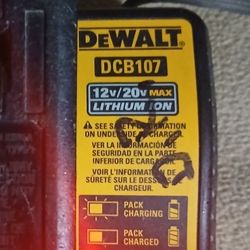 DEWALT
DCB107
12v/20v MAX
LITHIUM ION
SEE SAFETY INFORMATION
ON UNDERSIDE OF CHARGER.
VER LA INFORMACIÓN DE
SEGURIDAD EN LA PARTE
INFERIOR DE CARGADOR.
VOIR L'INFORMATION DE
SÛRETÉ SUR LE DESSOUS DE
CHARGEUR.
PACK
CHARGING
PACK
CHARGED